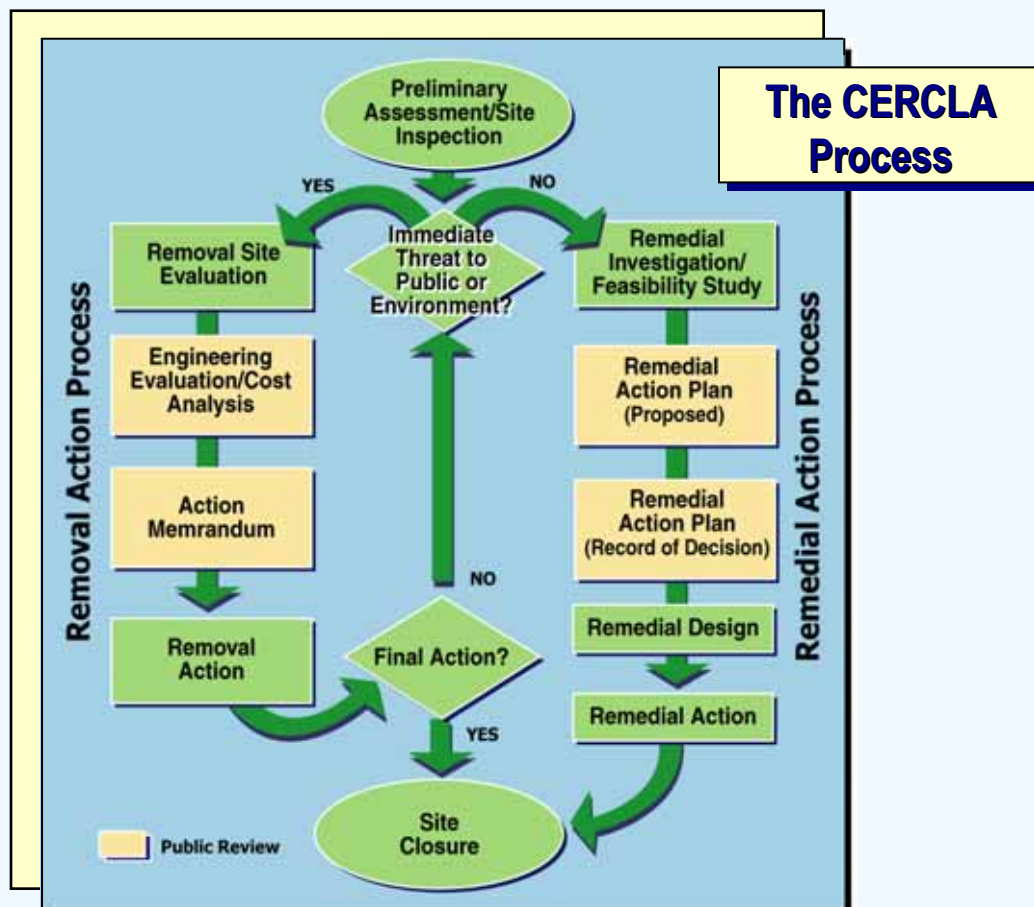 The CERCLA
Process
Preliminary
Assessment/Site
Inspection
YES
NO
Immediate
Threat to
Public or
Environment?
Removal Action Process
Removal Site
Evaluation
Engineering
Evaluation/Cost
Analysis
Action
Memrandum
Removal
Action
Final Action?
NO
YES
Remedial Action Process
Remedial
Investigation/
Feasibility Study
Remedial
Action Plan
(Proposed)
Remedial
Action Plan
(Record of Decision)
Remedial Design
Remedial Action
Site
Closure
Public Review